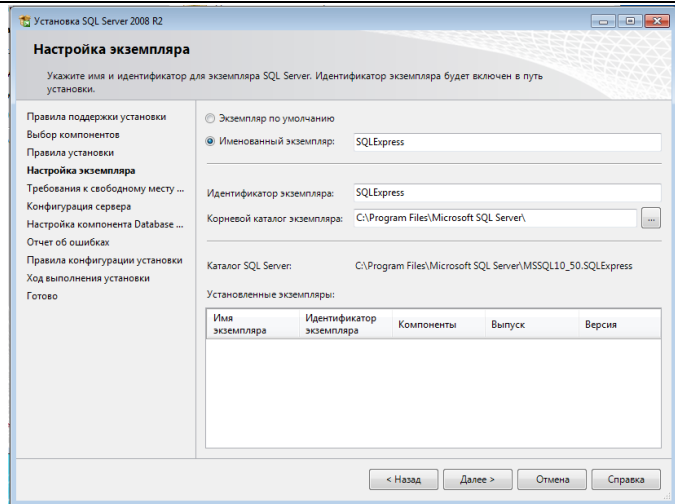 Установка SQL Server 2008 R2
Настройка экземпляра
Укажите имя и идентификатор для экземпляра SQL Server. Идентификатор экземпляра будет включен в путь
установки.
Правила поддержки установки
Выбор компонентов
Правила установки
Настройка экземпляра
Требования к свободному месту ...
Конфигурация сервера
Настройка компонента Database ...
Отчет об ошибках
Правила конфигурации установки
Ход выполнения установки
Готово
Экземпляр по умолчанию
Именованный экземпляр: SQLExpress
Идентификатор экземпляра: SQLExpress
Корневой каталог экземпляра: C:\Program Files\Microsoft SQL Server\ ...
Каталог SQL Server: C:\Program Files\Microsoft SQL Server\MSSQL10_50.SQLExpress
Установленные экземпляры:
Имя экземпляра Идентификатор экземпляра Компоненты Выпуск Версия
< Назад Далее > Отмена Справка